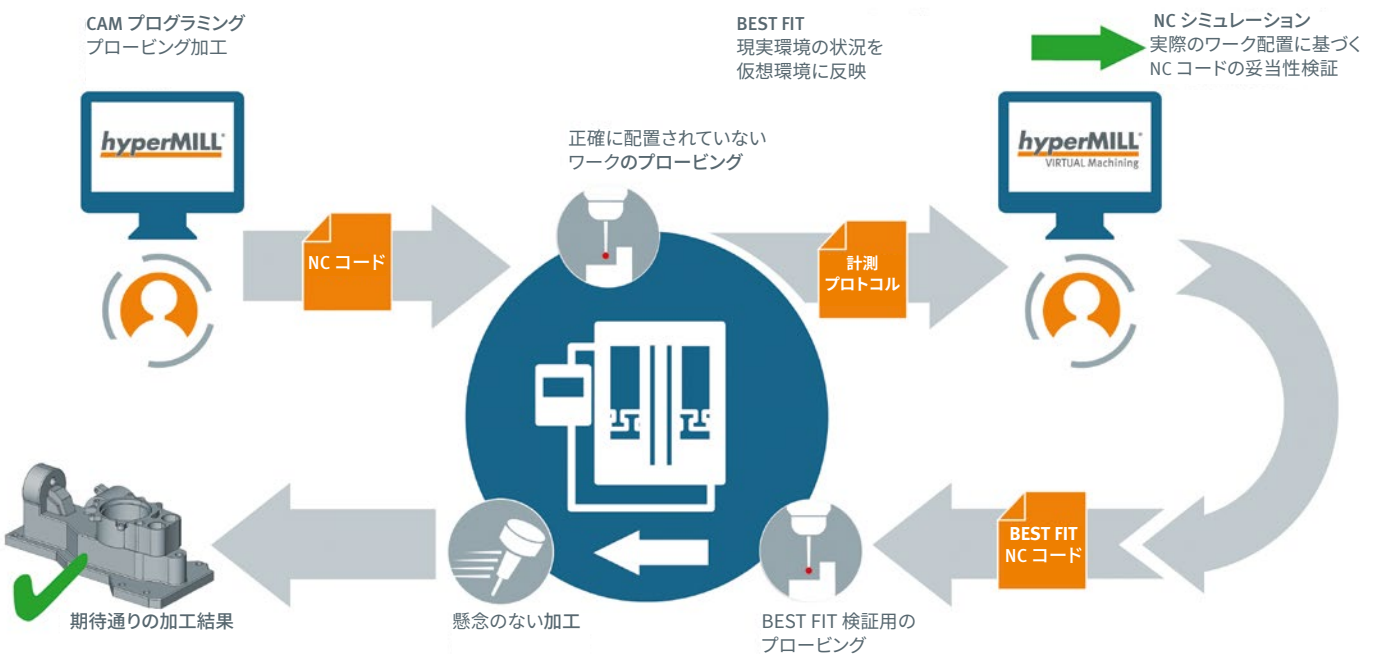 CAM プログラミング
プロービング加工
BEST FIT
現実環境の状況を
仮想環境に反映
NC シミュレーション
実際のワーク配置に基づく
NC コードの妥当性検証
hyperMILL®
正確に配置されていない
ワークのプロービング
hyperMILL®
VIRTUAL Machining
NC コード
計測
プロトコル
BEST FIT
NC コード
期待通りの加工結果
懸念のない加工
BEST FIT 検証用の
プロービング